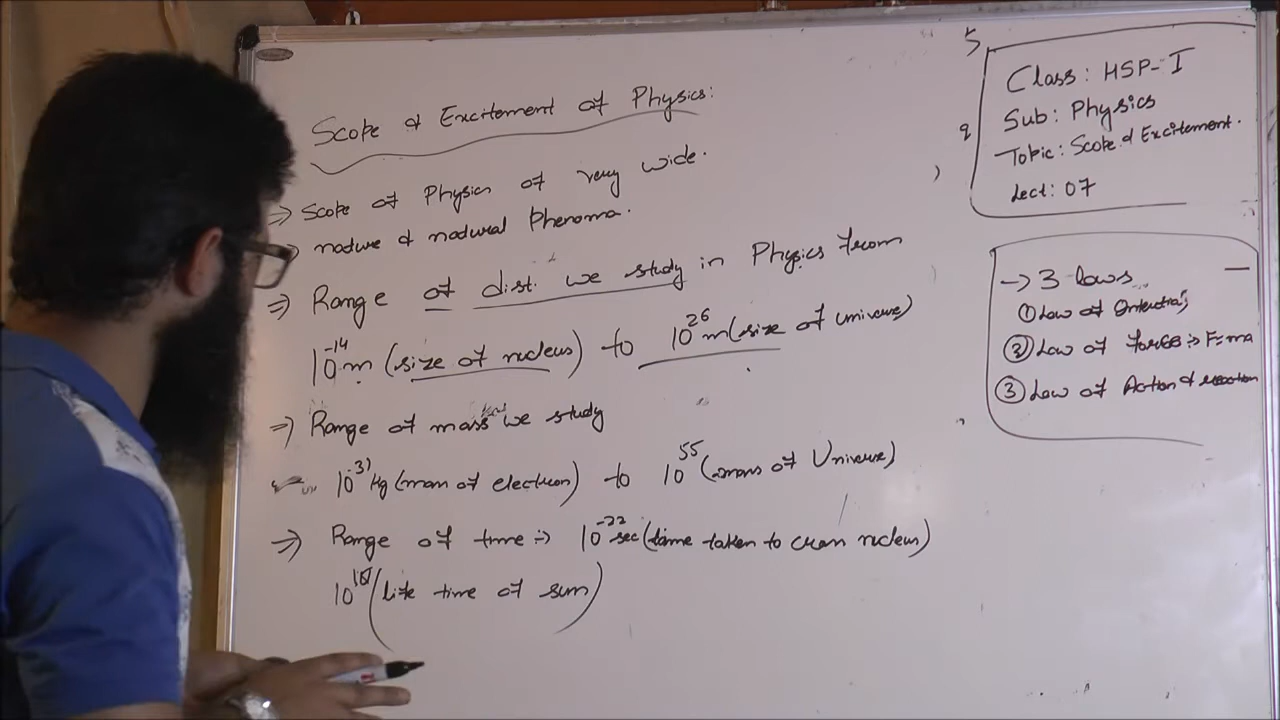 Scope & Excitement of Physics:
=> Scope of Physics of very wide.
=> nature & natural Phenoma.
=> Range of dist. we study in Physics from
10^-14 m (size of nucleus) to 10^26 m (size of universe)
=> Range of mass we study
10^-31 kg (mass of electron) to 10^55 (mass of Universe)
=> Range of time => 10^-22 sec (time taken to cross nucleus)
10^18 (life time of sun)
Class: HSP-I
Sub: Physics
Topic: Scope & Excitement.
Lect: 07
-> 3 laws
① Law of
② Law of forces => F=ma
③ Law of Action & reaction